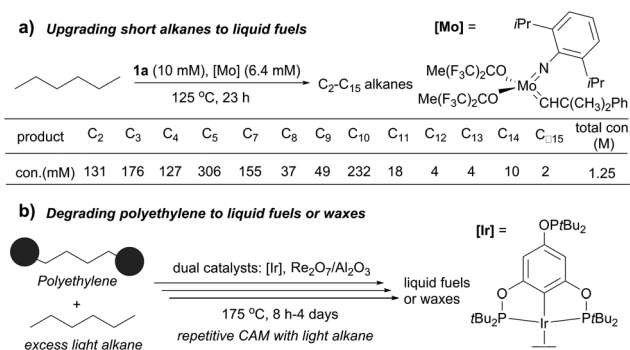 a) Upgrading short alkanes to liquid fuels
[Mo] =
iPr
N
iPr
Me(F3C)2CO
Mo
Me(F3C)2CO
CHC(CH3)2Ph
1a (10 mM), [Mo] (6.4 mM)
125 ºC, 23 h
C2-C15 alkanes
product C2 C3 C4 C5 C7 C8 C9 C10 C11 C12 C13 C14 C□15 total con. (M)
con.(mM) 131 176 127 306 155 37 49 232 18 4 4 10 2 1.25
b) Degrading polyethylene to liquid fuels or waxes
Polyethylene
+
excess light alkane
dual catalysts: [Ir], Re2O7/Al2O3
175 ºC, 8 h-4 days
repetitive CAM with light alkane
liquid fuels
or waxes
[Ir] =
OPtBu2
O
O
tBu2P
Ir
PtBu2